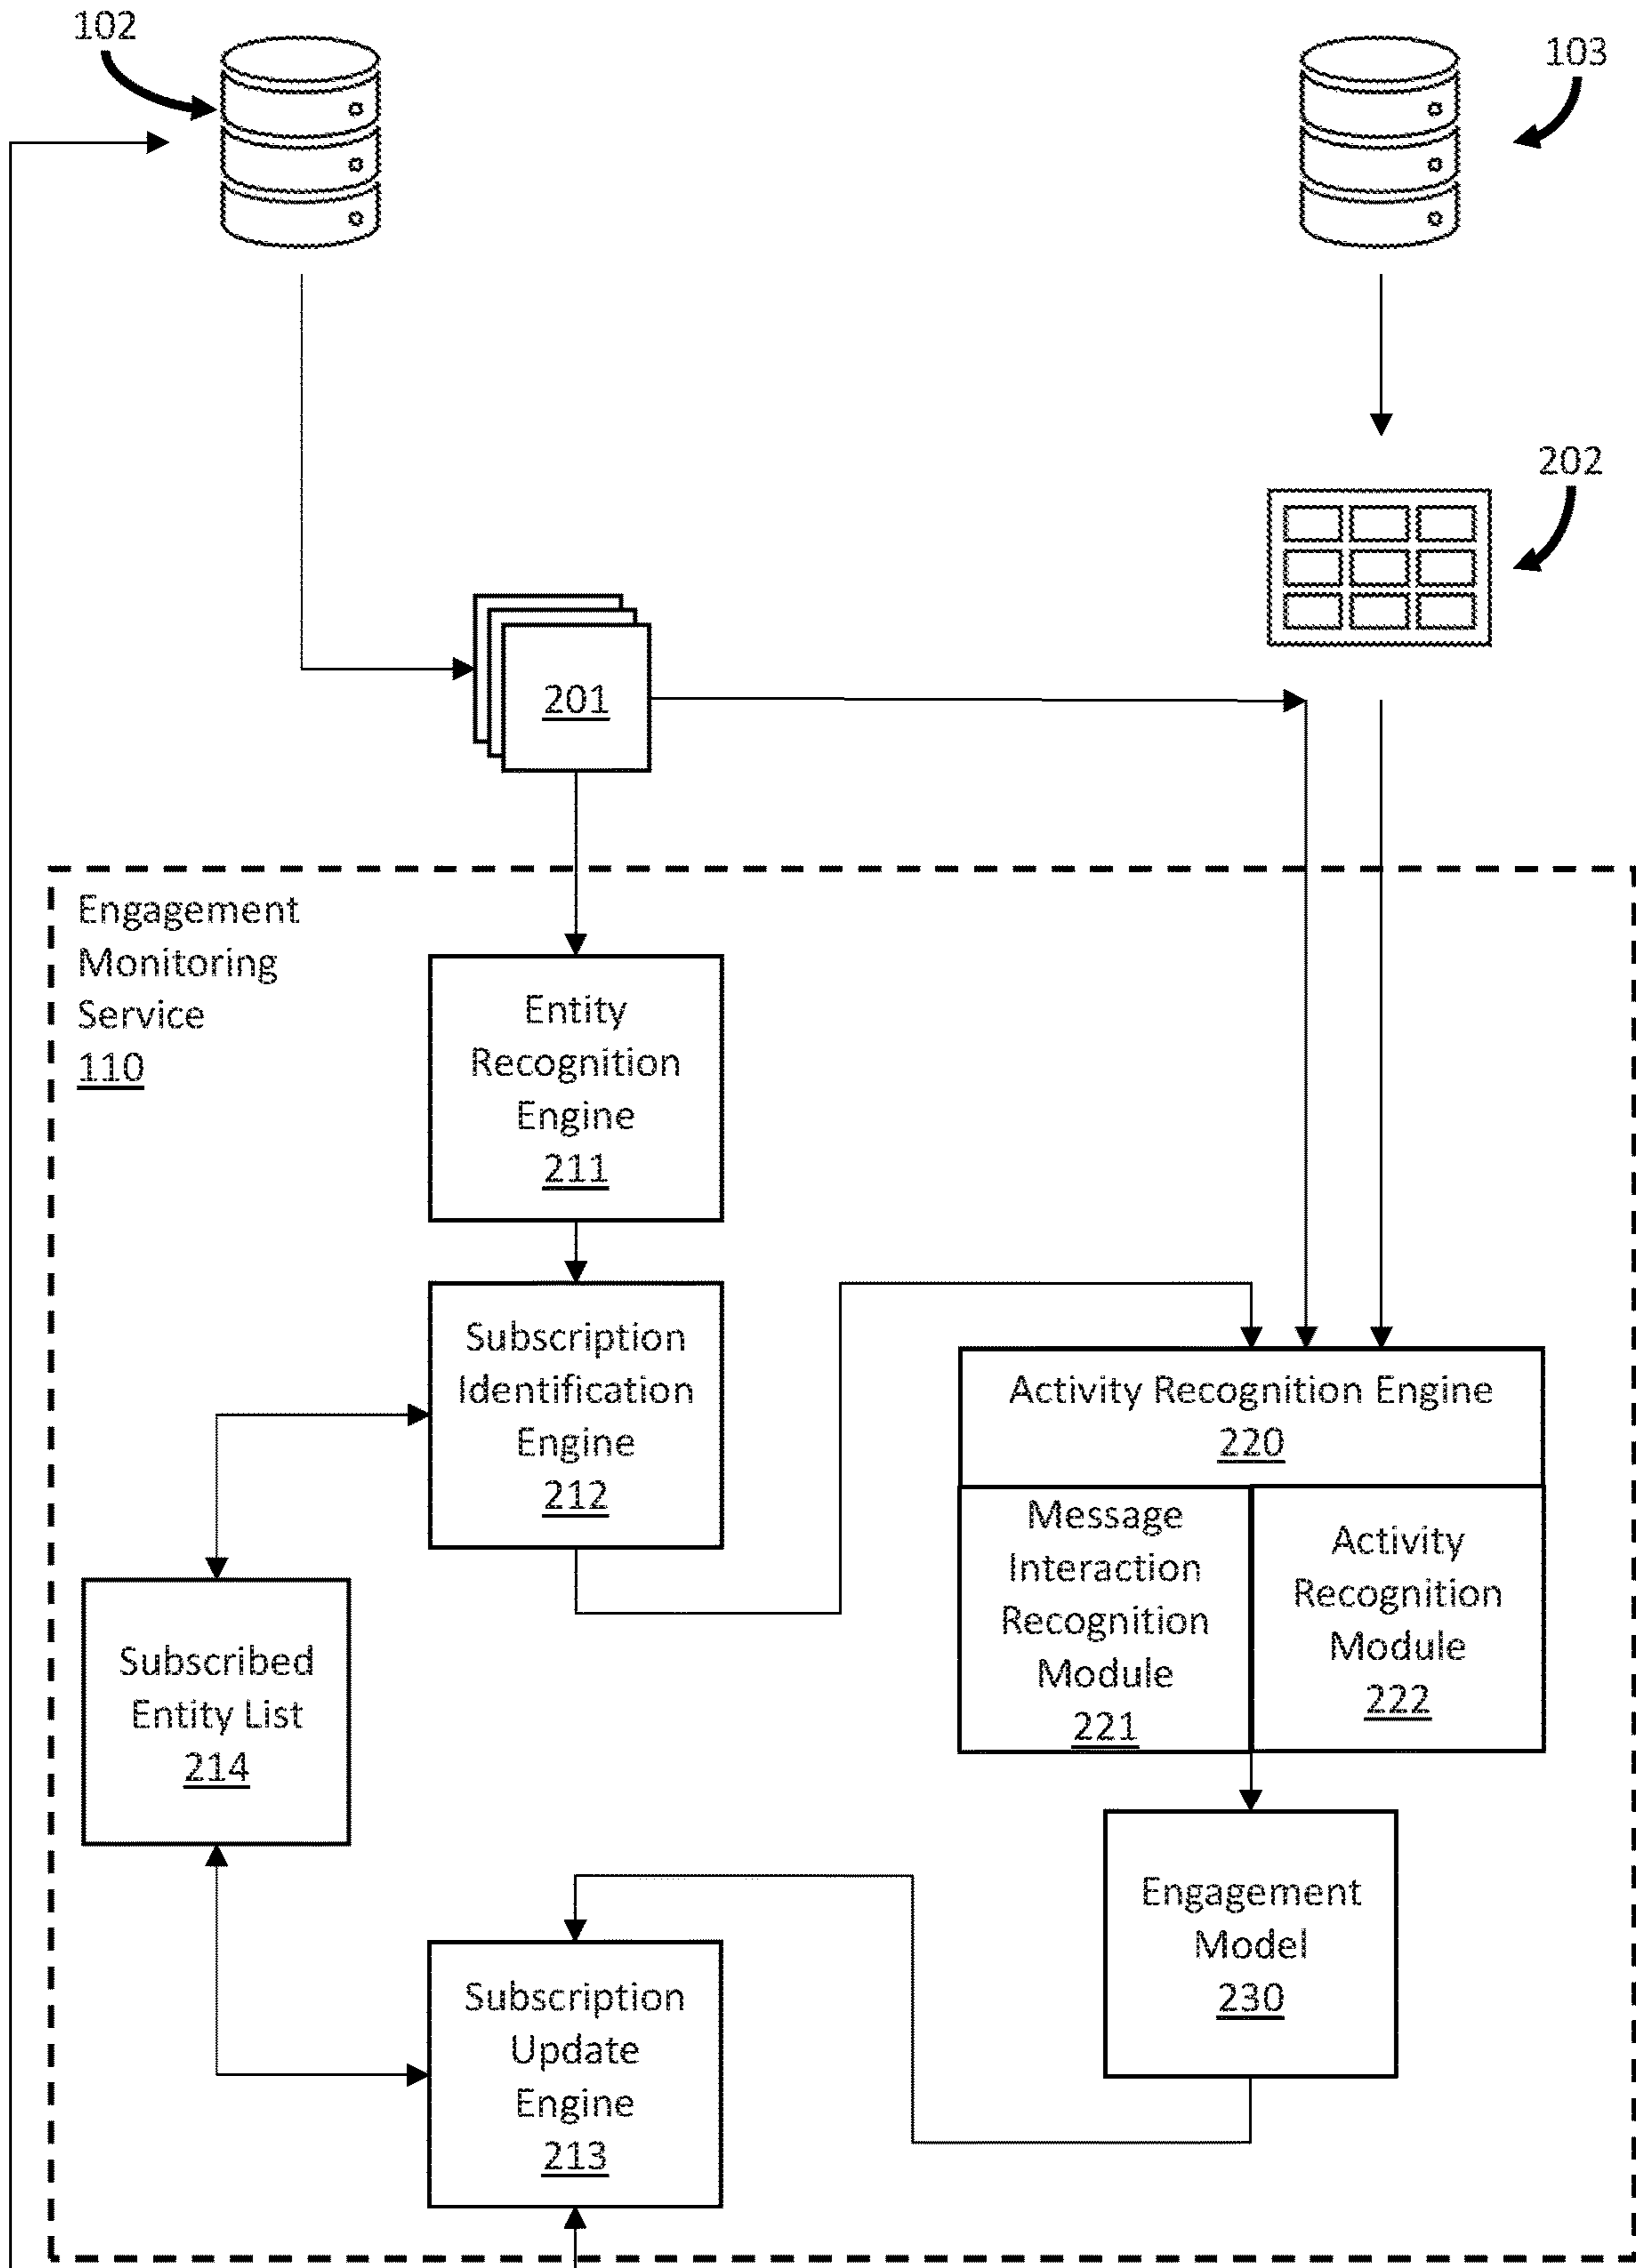 102
103
202
201
Engagement
Monitoring
Service
110
Entity
Recognition
Engine
211
Subscription
Identification
Engine
212
Activity Recognition Engine
220
Message
Interaction
Recognition
Module
221
Activity
Recognition
Module
222
Subscribed
Entity List
214
Engagement
Model
230
Subscription
Update
Engine
213